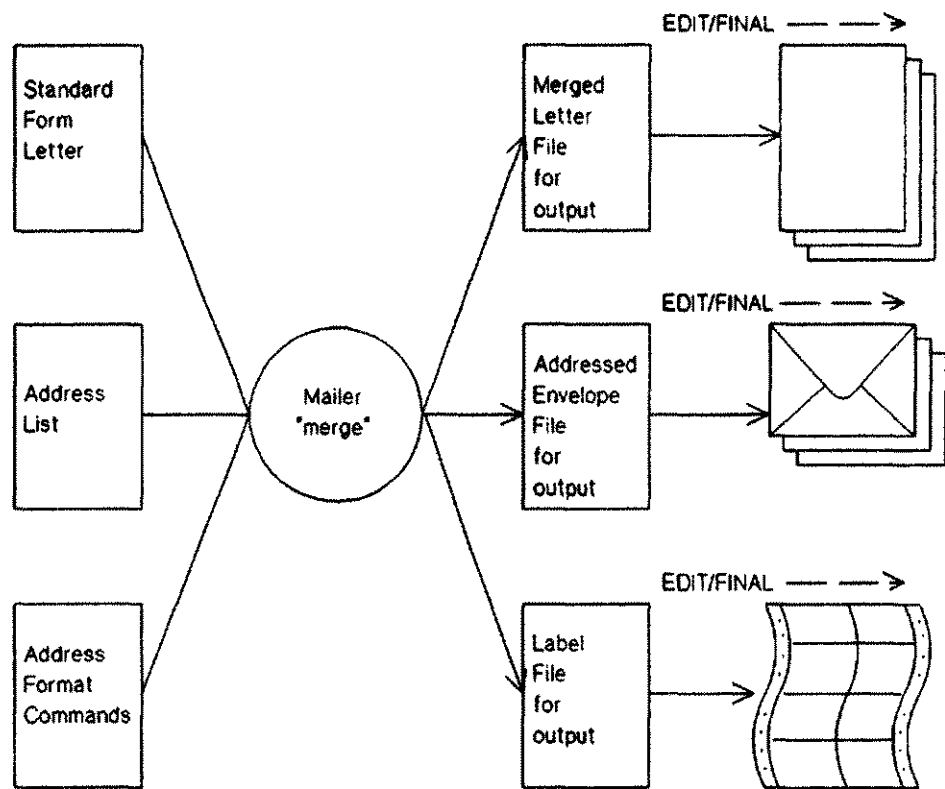 EDIT/FINAL
Standard
Form
Letter
Merged
Letter
File
for
output
EDIT/FINAL
Address
List
Mailer
"merge"
Addressed
Envelope
File
for
output
EDIT/FINAL
Address
Format
Commands
Label
File
for
output